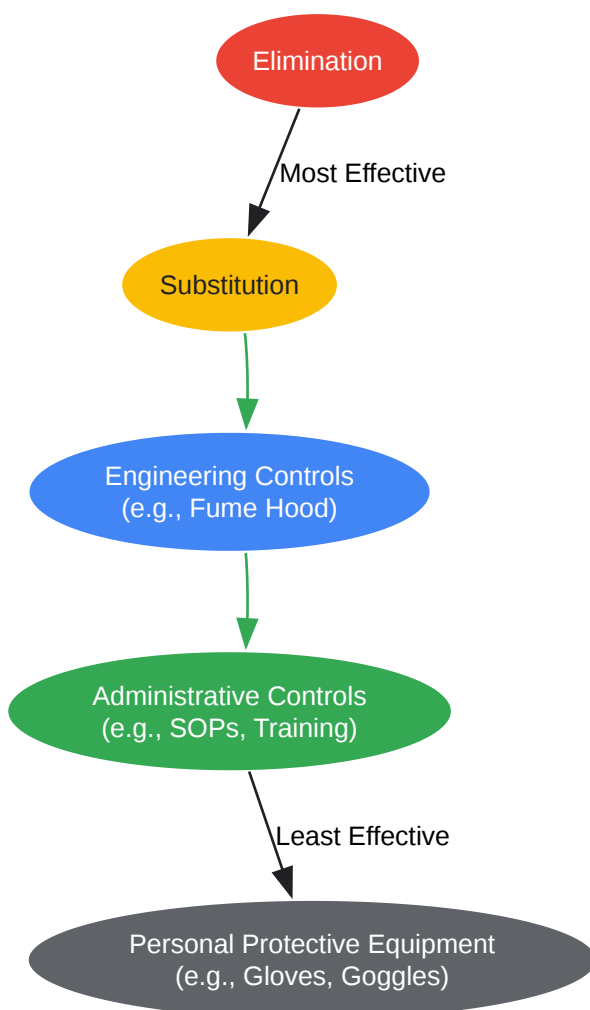 Elimination
Most Effective
Substitution
Engineering Controls
(e.g., Fume Hood)
Administrative Controls
(e.g., SOPs, Training)
Least Effective
Personal Protective Equipment
(e.g., Gloves, Goggles)